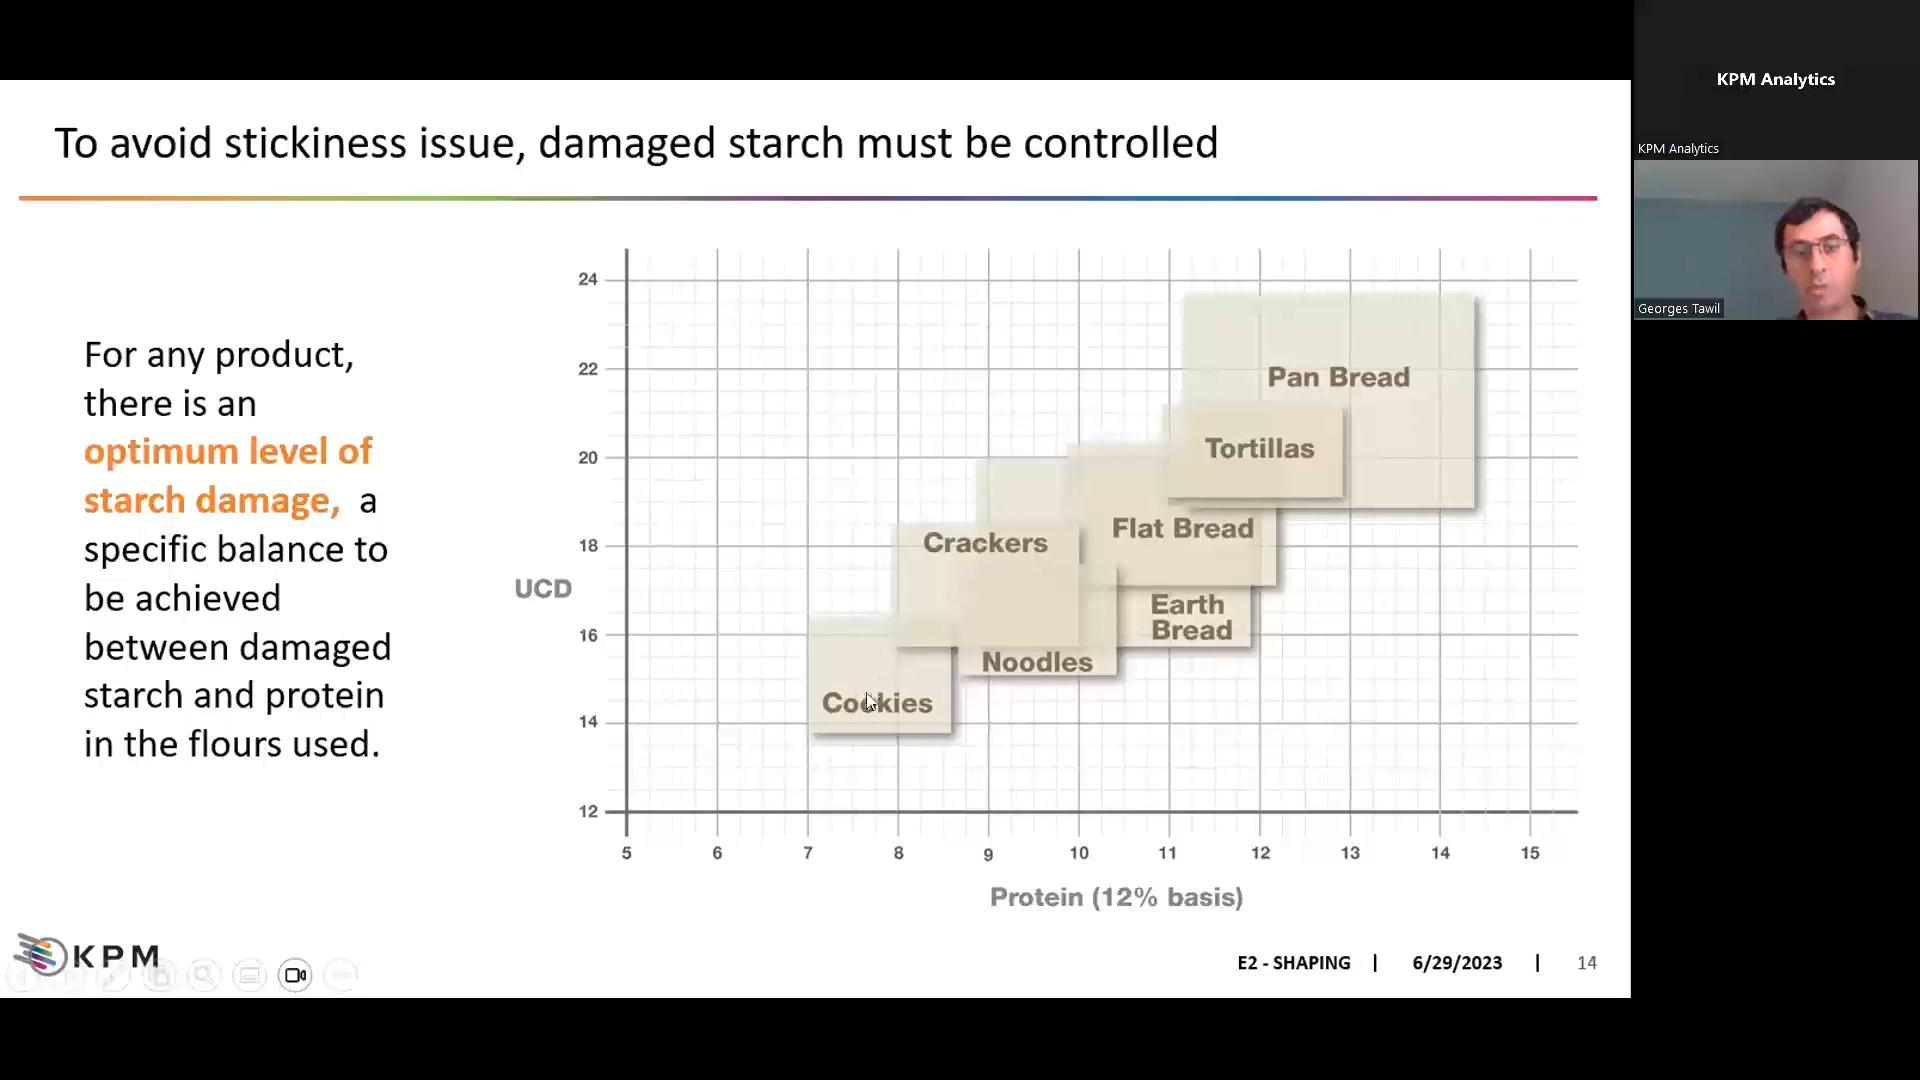 KPM Analytics
KPM Analytics
Georges Tawil
To avoid stickiness issue, damaged starch must be controlled
For any product,
there is an
optimum level of
starch damage, a
specific balance to
be achieved
between damaged
starch and protein
in the flours used.
24
22
20
18
16
14
12
UCD
Pan Bread
Tortillas
Flat Bread
Crackers
Earth
Bread
Noodles
Cookies
5 6 7 8 9 10 11 12 13 14 15
Protein (12% basis)
KPM
E2 - SHAPING | 6/29/2023 | 14